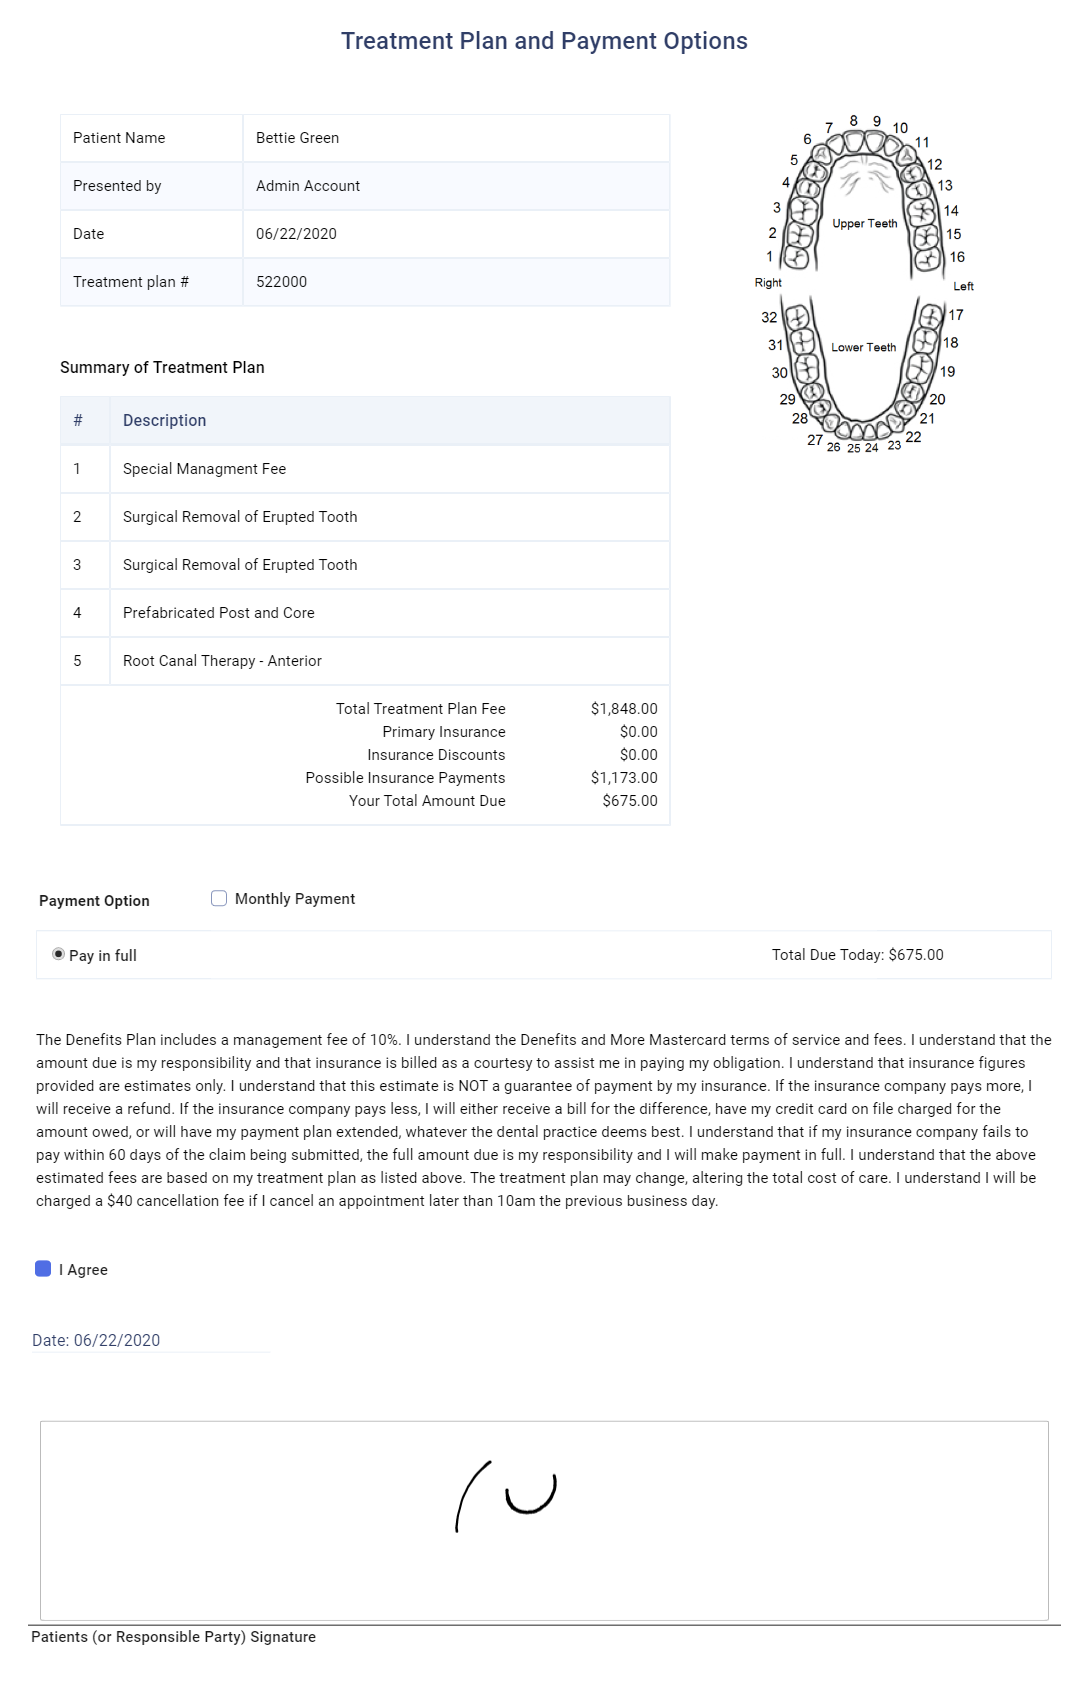 Treatment Plan and Payment Options
Patient Name Bettie Green
Presented by Admin Account
Date 06/22/2020
Treatment plan # 522000
8 9
7 10
6 11
5 12
4 13
3 14
2 15
1 16
Upper Teeth
Right Left
32 17
31 18
30 19
29 20
28 21
27 22
26 25 24 23
Lower Teeth
Summary of Treatment Plan
# Description
1 Special Managment Fee
2 Surgical Removal of Erupted Tooth
3 Surgical Removal of Erupted Tooth
4 Prefabricated Post and Core
5 Root Canal Therapy - Anterior
Total Treatment Plan Fee $1,848.00
Primary Insurance $0.00
Insurance Discounts $0.00
Possible Insurance Payments $1,173.00
Your Total Amount Due $675.00
Payment Option Monthly Payment
Pay in full Total Due Today: $675.00
The Denefits Plan includes a management fee of 10%. I understand the Denefits and More Mastercard terms of service and fees. I understand that the
amount due is my responsibility and that insurance is billed as a courtesy to assist me in paying my obligation. I understand that insurance figures
provided are estimates only. I understand that this estimate is NOT a guarantee of payment by my insurance. If the insurance company pays more, I
will receive a refund. If the insurance company pays less, I will either receive a bill for the difference, have my credit card on file charged for the
amount owed, or will have my payment plan extended, whatever the dental practice deems best. I understand that if my insurance company fails to
pay within 60 days of the claim being submitted, the full amount due is my responsibility and I will make payment in full. I understand that the above
estimated fees are based on my treatment plan as listed above. The treatment plan may change, altering the total cost of care. I understand I will be
charged a $40 cancellation fee if I cancel an appointment later than 10am the previous business day.
I Agree
Date: 06/22/2020
Patients (or Responsible Party) Signature